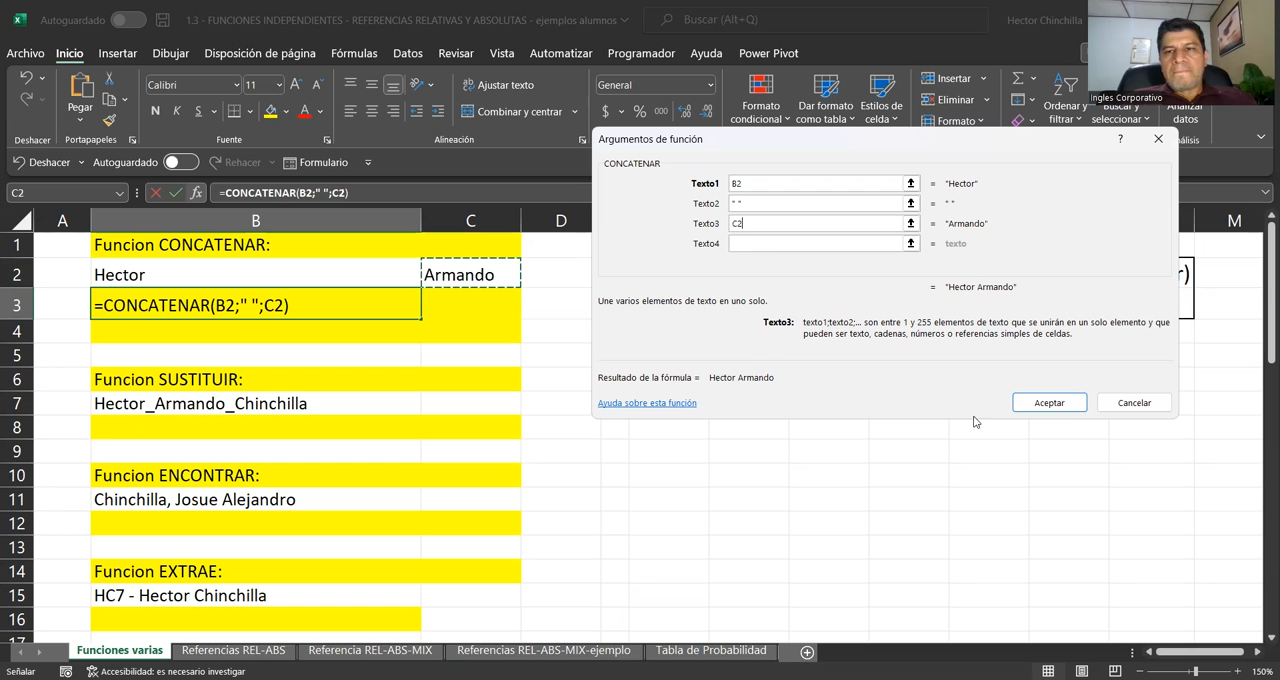 Autoguardado
1.3 - FUNCIONES INDEPENDIENTES - REFERENCIAS RELATIVAS Y ABSOLUTAS - ejemplos alumnos
Buscar (Alt+Q)
Hector Chinchilla
Archivo Inicio Insertar Dibujar Disposición de página Fórmulas Datos Revisar Vista Automatizar Programador Ayuda Power Pivot
Ingles Corporativo
Pegar
Calibri 11
N K S
Ajustar texto
Combinar y centrar
General
$ % 000
Formato condicional
Dar formato como tabla
Estilos de celda
Insertar
Eliminar
Formato
Ordenar y filtrar
Buscar y seleccionar
Analizar datos
Deshacer Portapapeles Fuente Alineación
Deshacer Autoguardado Rehacer Formulario
C2 fx =CONCATENAR(B2;" ";C2)
A B C D M
1 Funcion CONCATENAR:
2 Hector Armando
3 =CONCATENAR(B2;" ";C2)
4
5
6 Funcion SUSTITUIR:
7 Hector_Armando_Chinchilla
8
9
10 Funcion ENCONTRAR:
11 Chinchilla, Josue Alejandro
12
13
14 Funcion EXTRAE:
15 HC7 - Hector Chinchilla
16
17
Argumentos de función ?
CONCATENAR
Texto1 B2 = "Hector"
Texto2 " " = " "
Texto3 C2 = "Armando"
Texto4 = texto
= "Hector Armando"
Une varios elementos de texto en uno solo.
Texto3: texto1;texto2;... son entre 1 y 255 elementos de texto que se unirán en un solo elemento y que
pueden ser texto, cadenas, números o referencias simples de celdas.
Resultado de la fórmula = Hector Armando
Ayuda sobre esta función
Aceptar Cancelar
Funciones varias Referencias REL-ABS Referencia REL-ABS-MIX Referencias REL-ABS-MIX-ejemplo Tabla de Probabilidad
Señalar Accesibilidad: es necesario investigar 150%